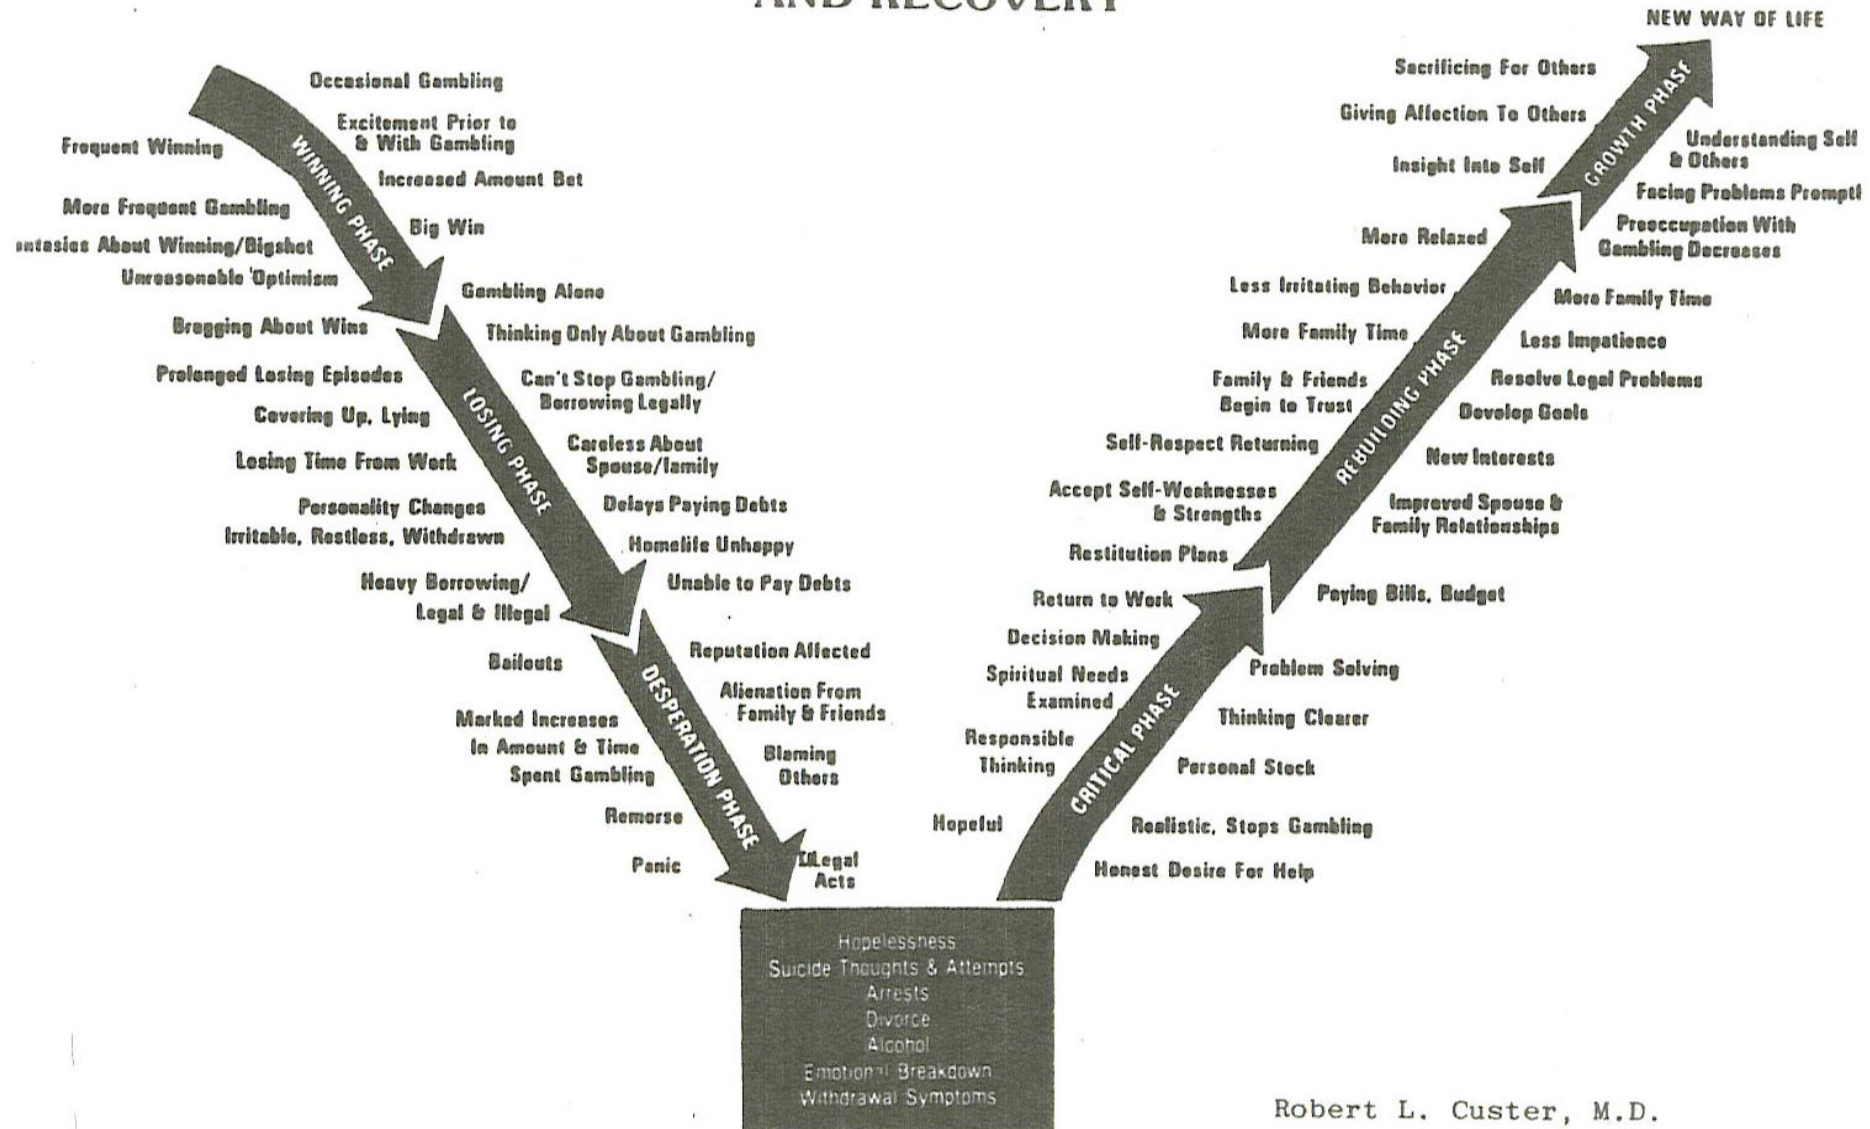 AND RECOVERY
Occasional Gambling
Excitement Prior to
& With Gambling
Frequent Winning
Increased Amount Bet
More Frequent Gambling
Big Win
About Winning/Bigshot
Unreasonable Optimism
WINNING PHASE
Gambling Alone
Bragging About Wins
Thinking Only About Gambling
Prolonged Losing Episodes
Can't Stop Gambling/
Borrowing Legally
Covering Up, Lying
Careless About
Spouse/family
Losing Time From Work
LOSING PHASE
Personality Changes
Irritable, Restless, Withdrawn
Delays Paying Debts
Homelife Unhappy
Heavy Borrowing/
Legal & Illegal
Unable to Pay Debts
Bailouts
Reputation Affected
Alienation From
Family & Friends
Marked Increases
In Amount & Time
Spent Gambling
DESPERATION PHASE
Blaming
Others
Remorse
Panic
Illegal
Acts
Hopelessness
Suicide Thoughts & Attempts
Arrests
Divorce
Alcohol
Emotional Breakdown
Withdrawal Symptoms
Honest Desire For Help
Hopeful
Realistic, Stops Gambling
CRITICAL PHASE
Responsible
Thinking
Personal Stock
Spiritual Needs
Examined
Thinking Clearer
Decision Making
Problem Solving
Return to Work
Paying Bills, Budget
Restitution Plans
Accept Self-Weaknesses
& Strengths
Improved Spouse &
Family Relationships
Self-Respect Returning
New Interests
REBUILDING PHASE
Family & Friends
Begin to Trust
Develop Goals
Resolve Legal Problems
More Family Time
Less Impatience
Less Irritating Behavior
More Family Time
More Relaxed
Preoccupation With
Gambling Decreases
Facing Problems
Insight Into Self
Understanding Self
& Others
GROWTH PHASE
Giving Affection To Others
Sacrificing For Others
NEW WAY OF LIFE
Robert L. Custer, M.D.